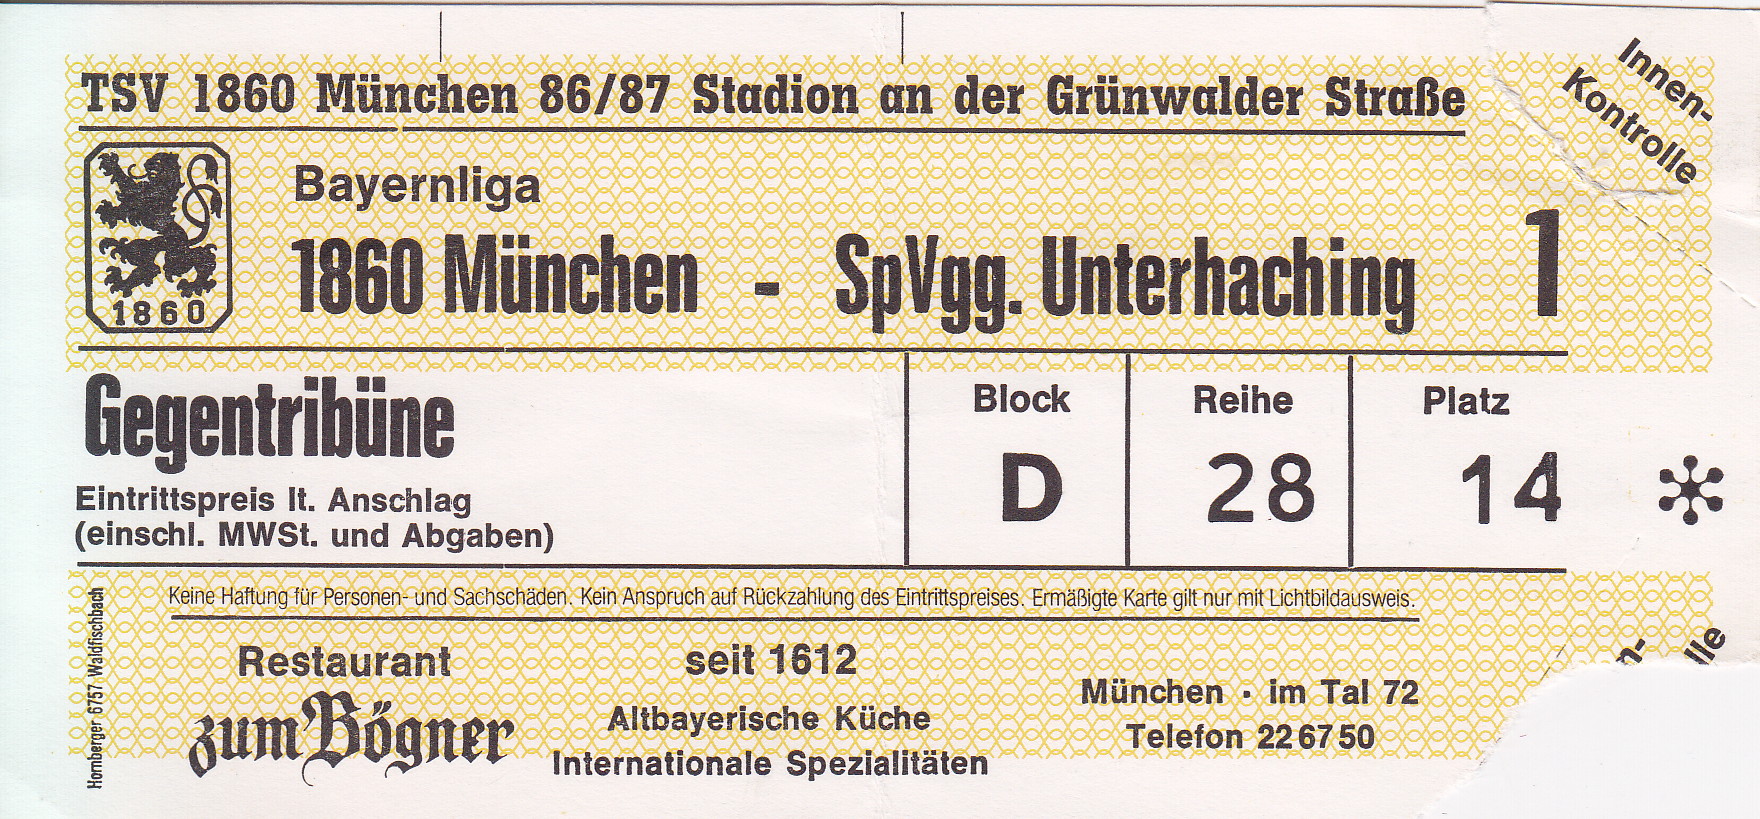 TSV 1860 München 86/87 Stadion an der Grünwalder Straße
Innen-
Kontrolle
Bayernliga
1860 München - SpVgg. Unterhaching 1
1860
Gegentribüne
Eintrittspreis lt. Anschlag
(einschl. MWSt. und Abgaben)
Block Reihe Platz
D 28 14
Keine Haftung für Personen- und Sachschäden. Kein Anspruch auf Rückzahlung des Eintrittspreises. Ermäßigte Karte gilt nur mit Lichtbildausweis.
Restaurant
zum Bögner
seit 1612
Altbayerische Küche
Internationale Spezialitäten
München · im Tal 72
Telefon 22 67 50
n-
lle
Homberger 6757 Waldfischbach